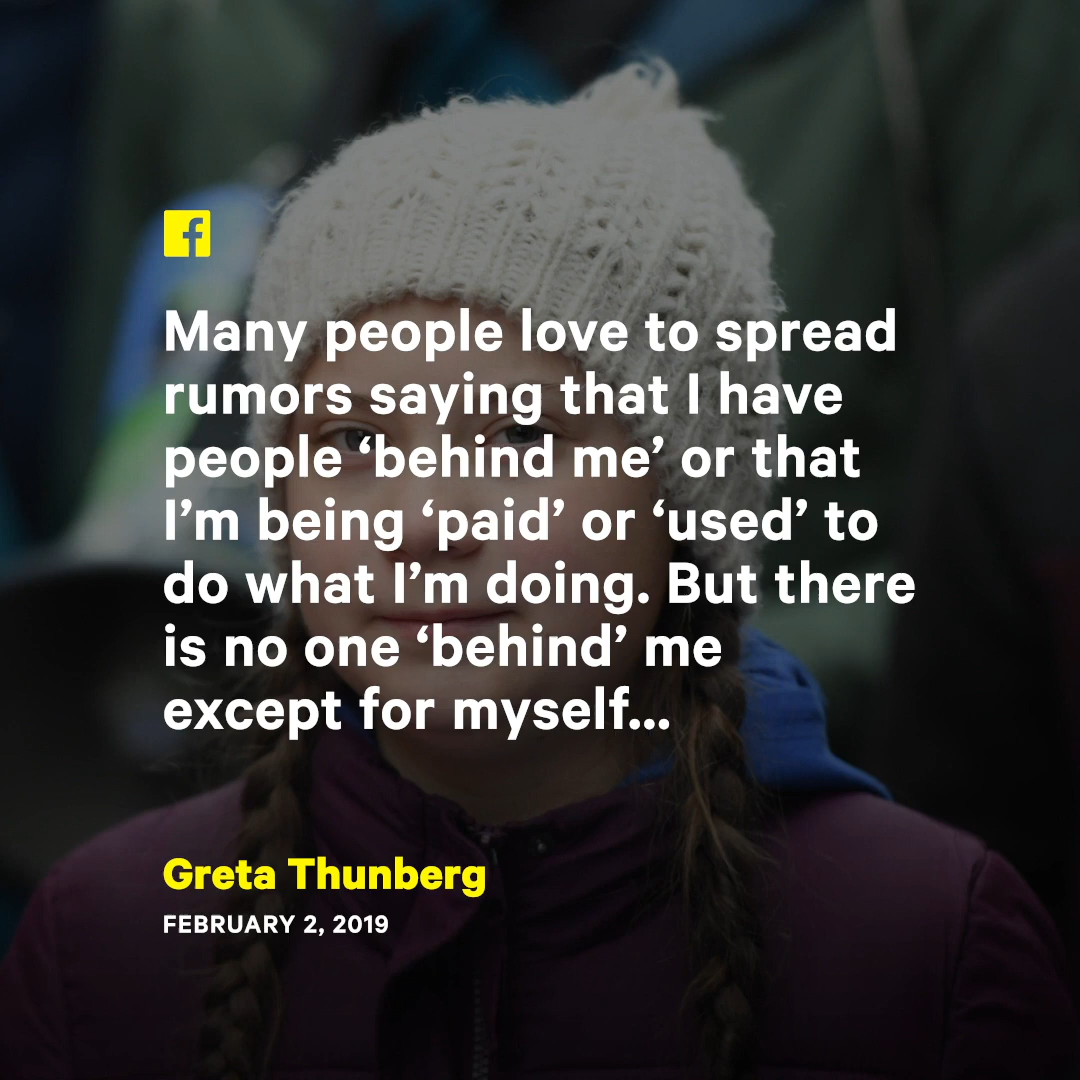 Many people love to spread
rumors saying that I have
people ‘behind me’ or that
I’m being ‘paid’ or ‘used’ to
do what I’m doing. But there
is no one ‘behind’ me
except for myself...
Greta Thunberg
FEBRUARY 2, 2019